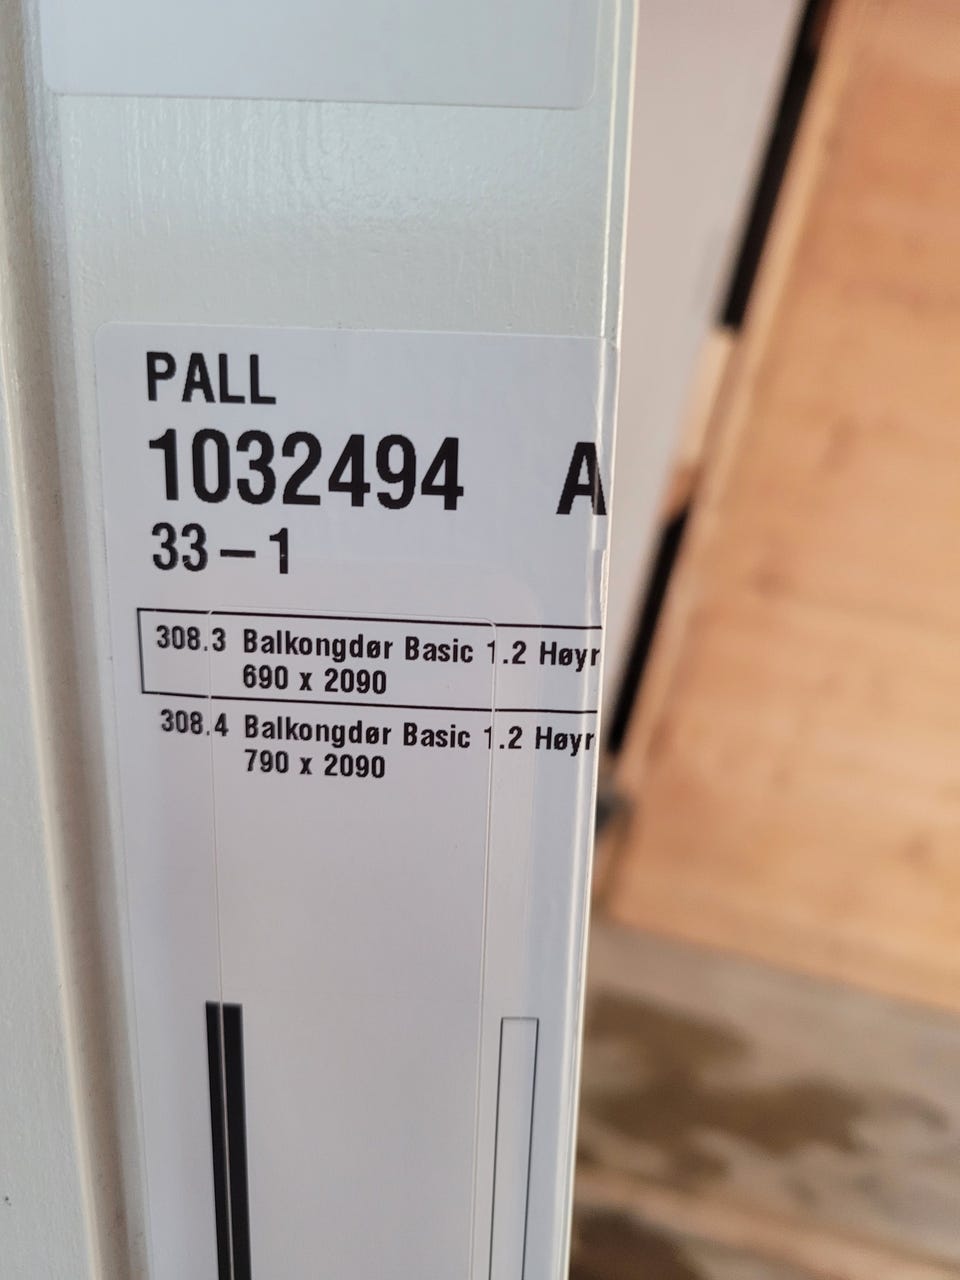 PALL
1032494 A
33-1
308.3 Balkongdør Basic 1.2 Høyr
690 x 2090
308.4 Balkongdør Basic 1.2 Høyr
790 x 2090